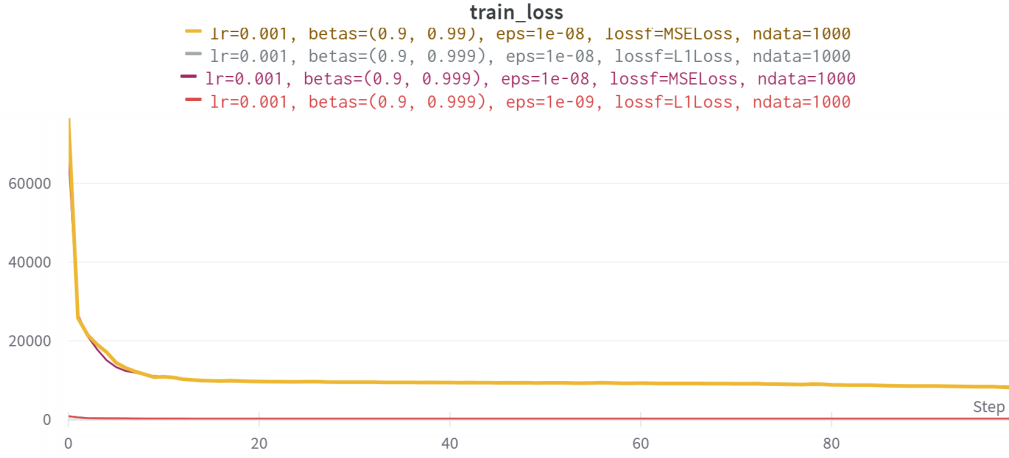 train_loss
lr=0.001, betas=(0.9, 0.99), eps=1e-08, lossf=MSELoss, ndata=1000
lr=0.001, betas=(0.9, 0.999), eps=1e-08, lossf=L1Loss, ndata=1000
lr=0.001, betas=(0.9, 0.999), eps=1e-08, lossf=MSELoss, ndata=1000
lr=0.001, betas=(0.9, 0.999), eps=1e-09, lossf=L1Loss, ndata=1000
60000
40000
20000
0
Step
0 20 40 60 80